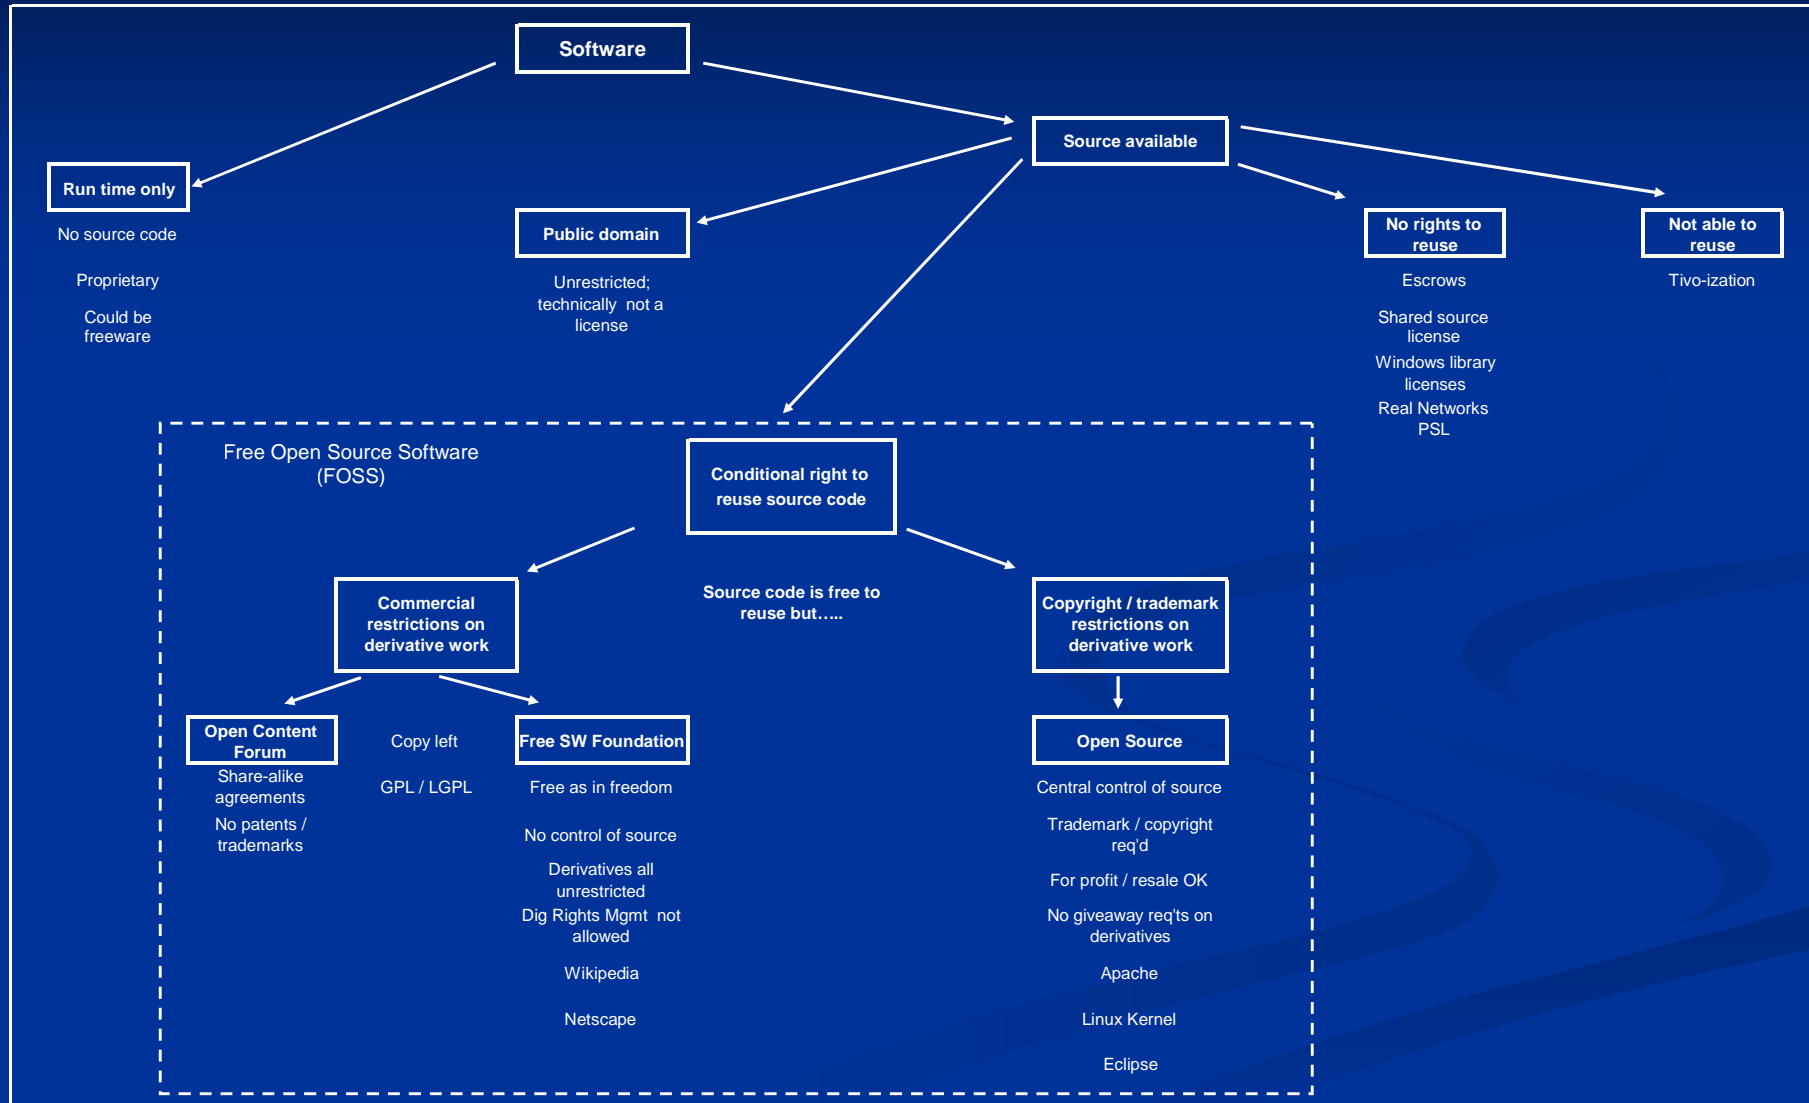 Software
Source available
Run time only
No source code
Proprietary
Could be
freeware
Public domain
Unrestricted;
technically not a
license
No rights to
reuse
Escrows
Shared source
license
Windows library
licenses
Real Networks
PSL
Not able to
reuse
Tivo-ization
Free Open Source Software
(FOSS)
Conditional right to
reuse source code
Source code is free to
reuse but.....
Commercial
restrictions on
derivative work
Copyright / trademark
restrictions on
derivative work
Open Content
Forum
Share-alike
agreements
No patents /
trademarks
Copy left
GPL / LGPL
Free SW Foundation
Free as in freedom
No control of source
Derivatives all
unrestricted
Dig Rights Mgmt not
allowed
Wikipedia
Netscape
Open Source
Central control of source
Trademark / copyright
req'd
For profit / resale OK
No giveaway req'ts on
derivatives
Apache
Linux Kernel
Eclipse